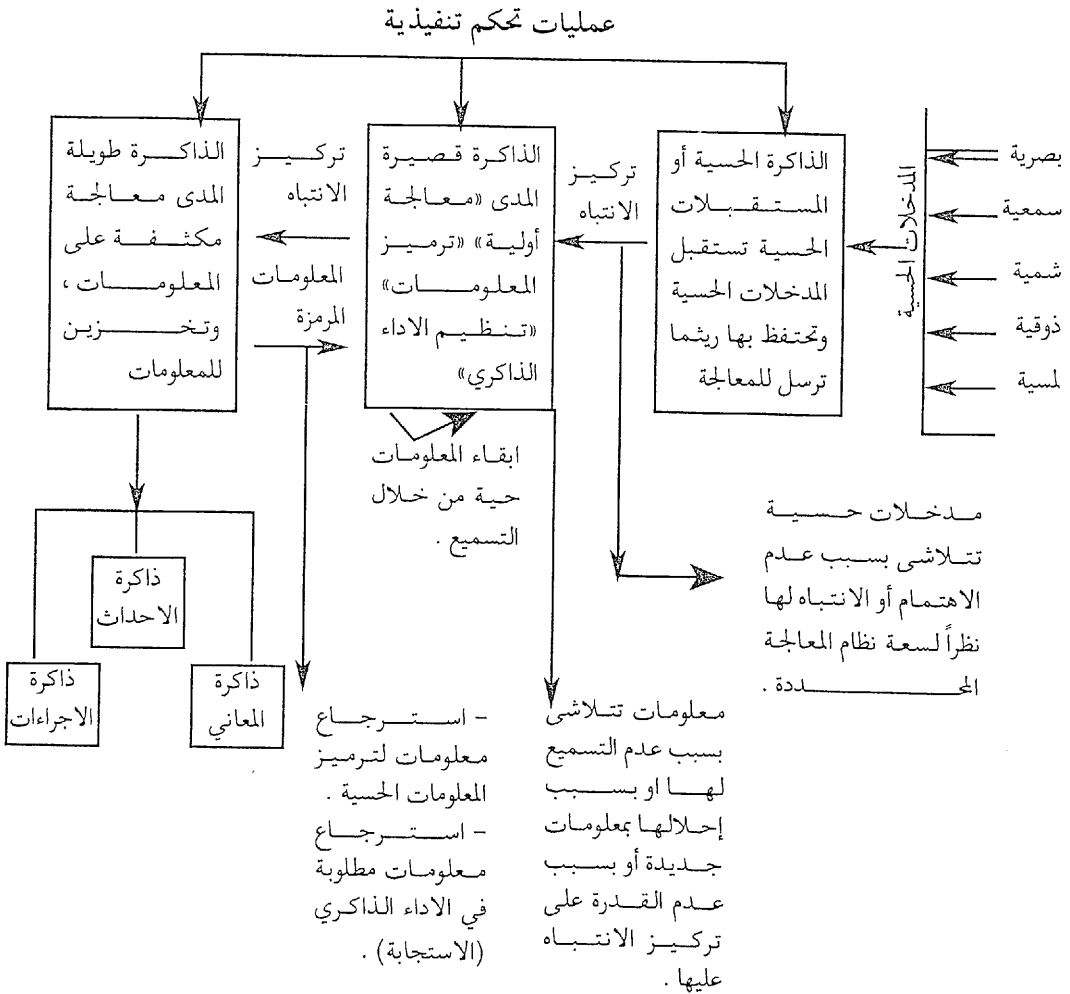 عمليات تحكم تنفيذية
بصرية
سمعية
شمية
ذوقية
لمسية
المدخلات الحسية
الذاكرة الحسية أو
المستقبلات
الحسية تستقبل
المدخلات الحسية
وتحتفظ بها ريثما
ترسل للمعالجة
تركيز
الانتباه
الذاكرة قصيرة
المدى «معالجة
أولية» «ترميز
المعلومات»
«تنظيم الاداء
الذاكري»
تركيز
الانتباه
المعلومات
المرمزة
الذاكرة طويلة
المدى معالجة
مكثفة على
المعلومات ،
وتخزين
للمعلومات
ابقاء المعلومات
حية من خلال
التسميع .
مدخلات حسية
تتلاشى بسبب عدم
الاهتمام أو الانتباه لها
نظراً لسعة نظام المعالجة
المحددة .
ذاكرة
الاحداث
ذاكرة
المعاني
ذاكرة
الاجراءات
معلومات تتلاشى
بسبب عدم التسميع
لها او بسبب
إحلالها بمعلومات
جديدة أو بسبب
عدم القدرة على
تركيز الانتباه
عليها .
- استرجاع
معلومات لترميز
المعلومات الحسية .
- استرجاع
معلومات مطلوبة
في الاداء الذاكري
(الاستجابة) .